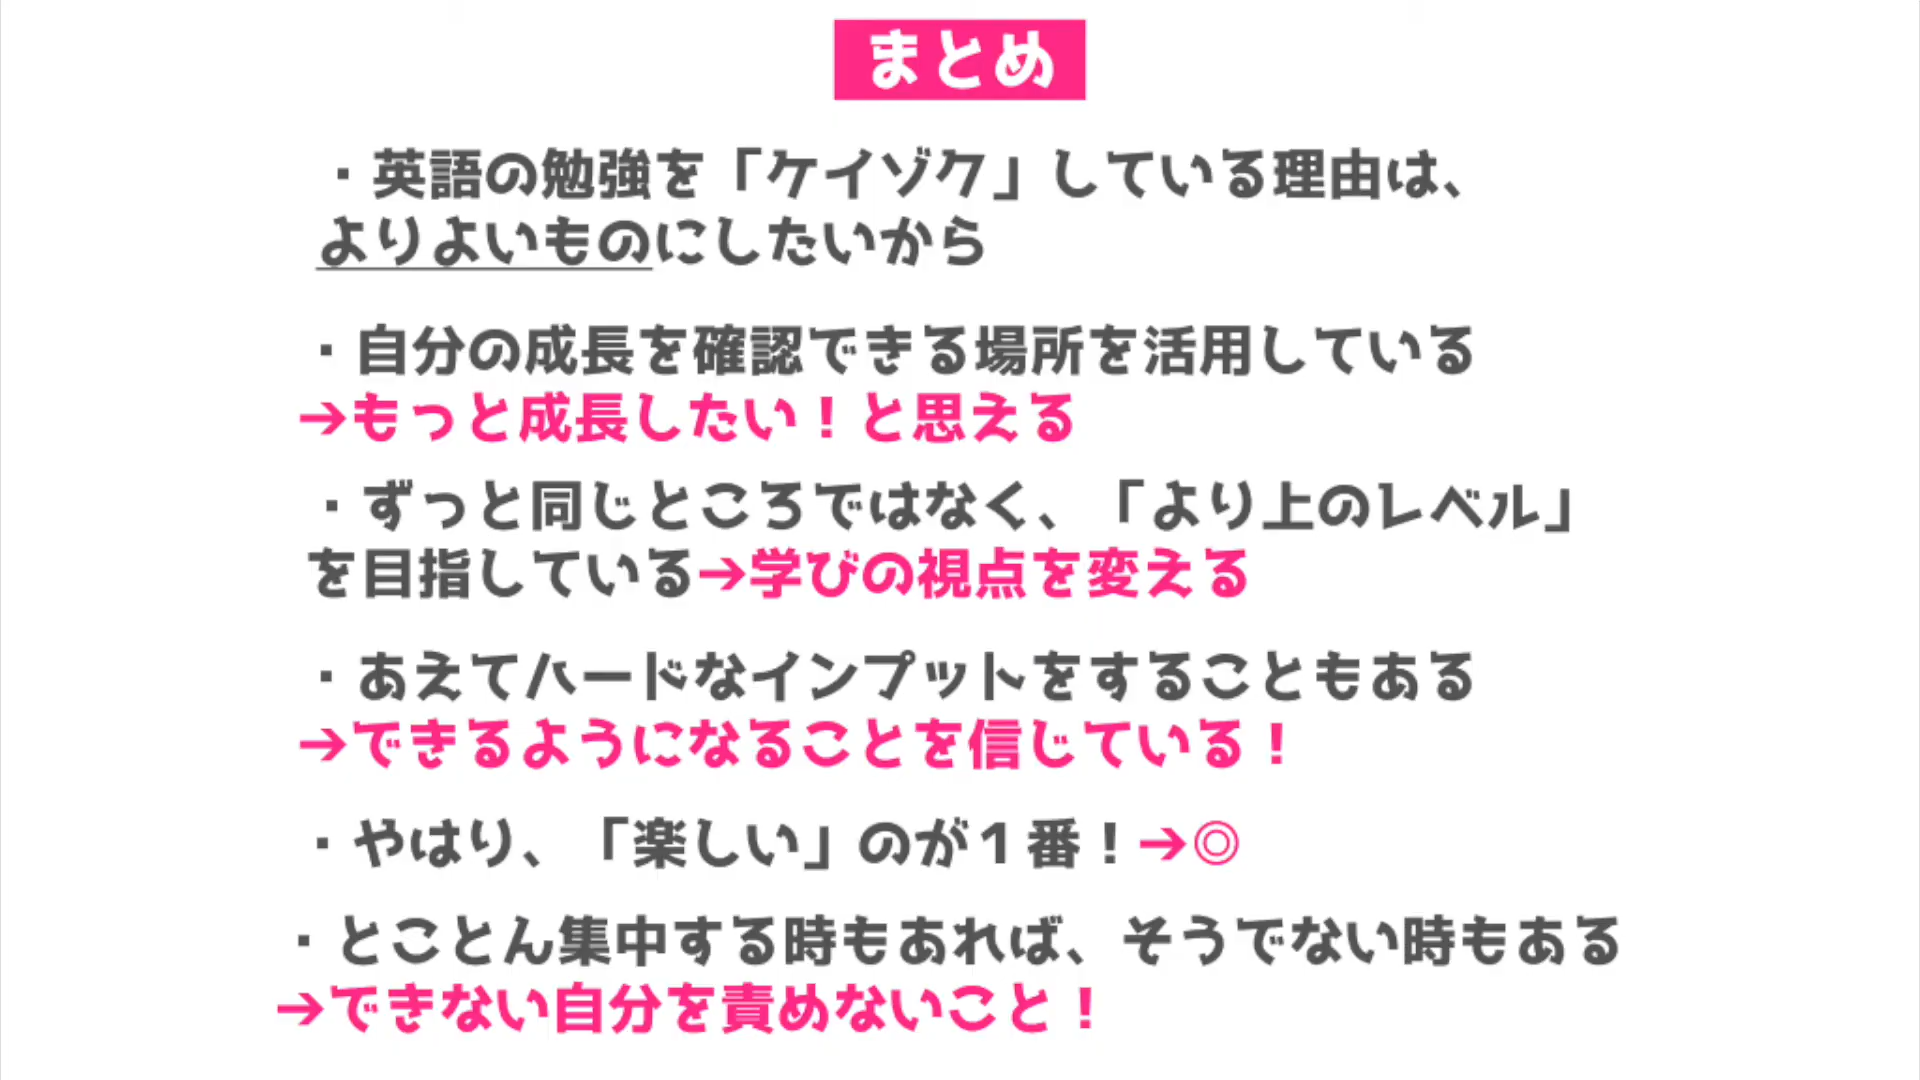 まとめ
・英語の勉強を「ケイゾク」している理由は、
よりよいものにしたいから
・自分の成長を確認できる場所を活用している
→もっと成長したい！と思える
・ずっと同じところではなく、「より上のレベル」
を目指している→学びの視点を変える
・あえてハードなインプットをすることもある
→できるようになることを信じている！
・やはり、「楽しい」のが１番！→◎
・とことん集中する時もあれば、そうでない時もある
→できない自分を責めないこと！